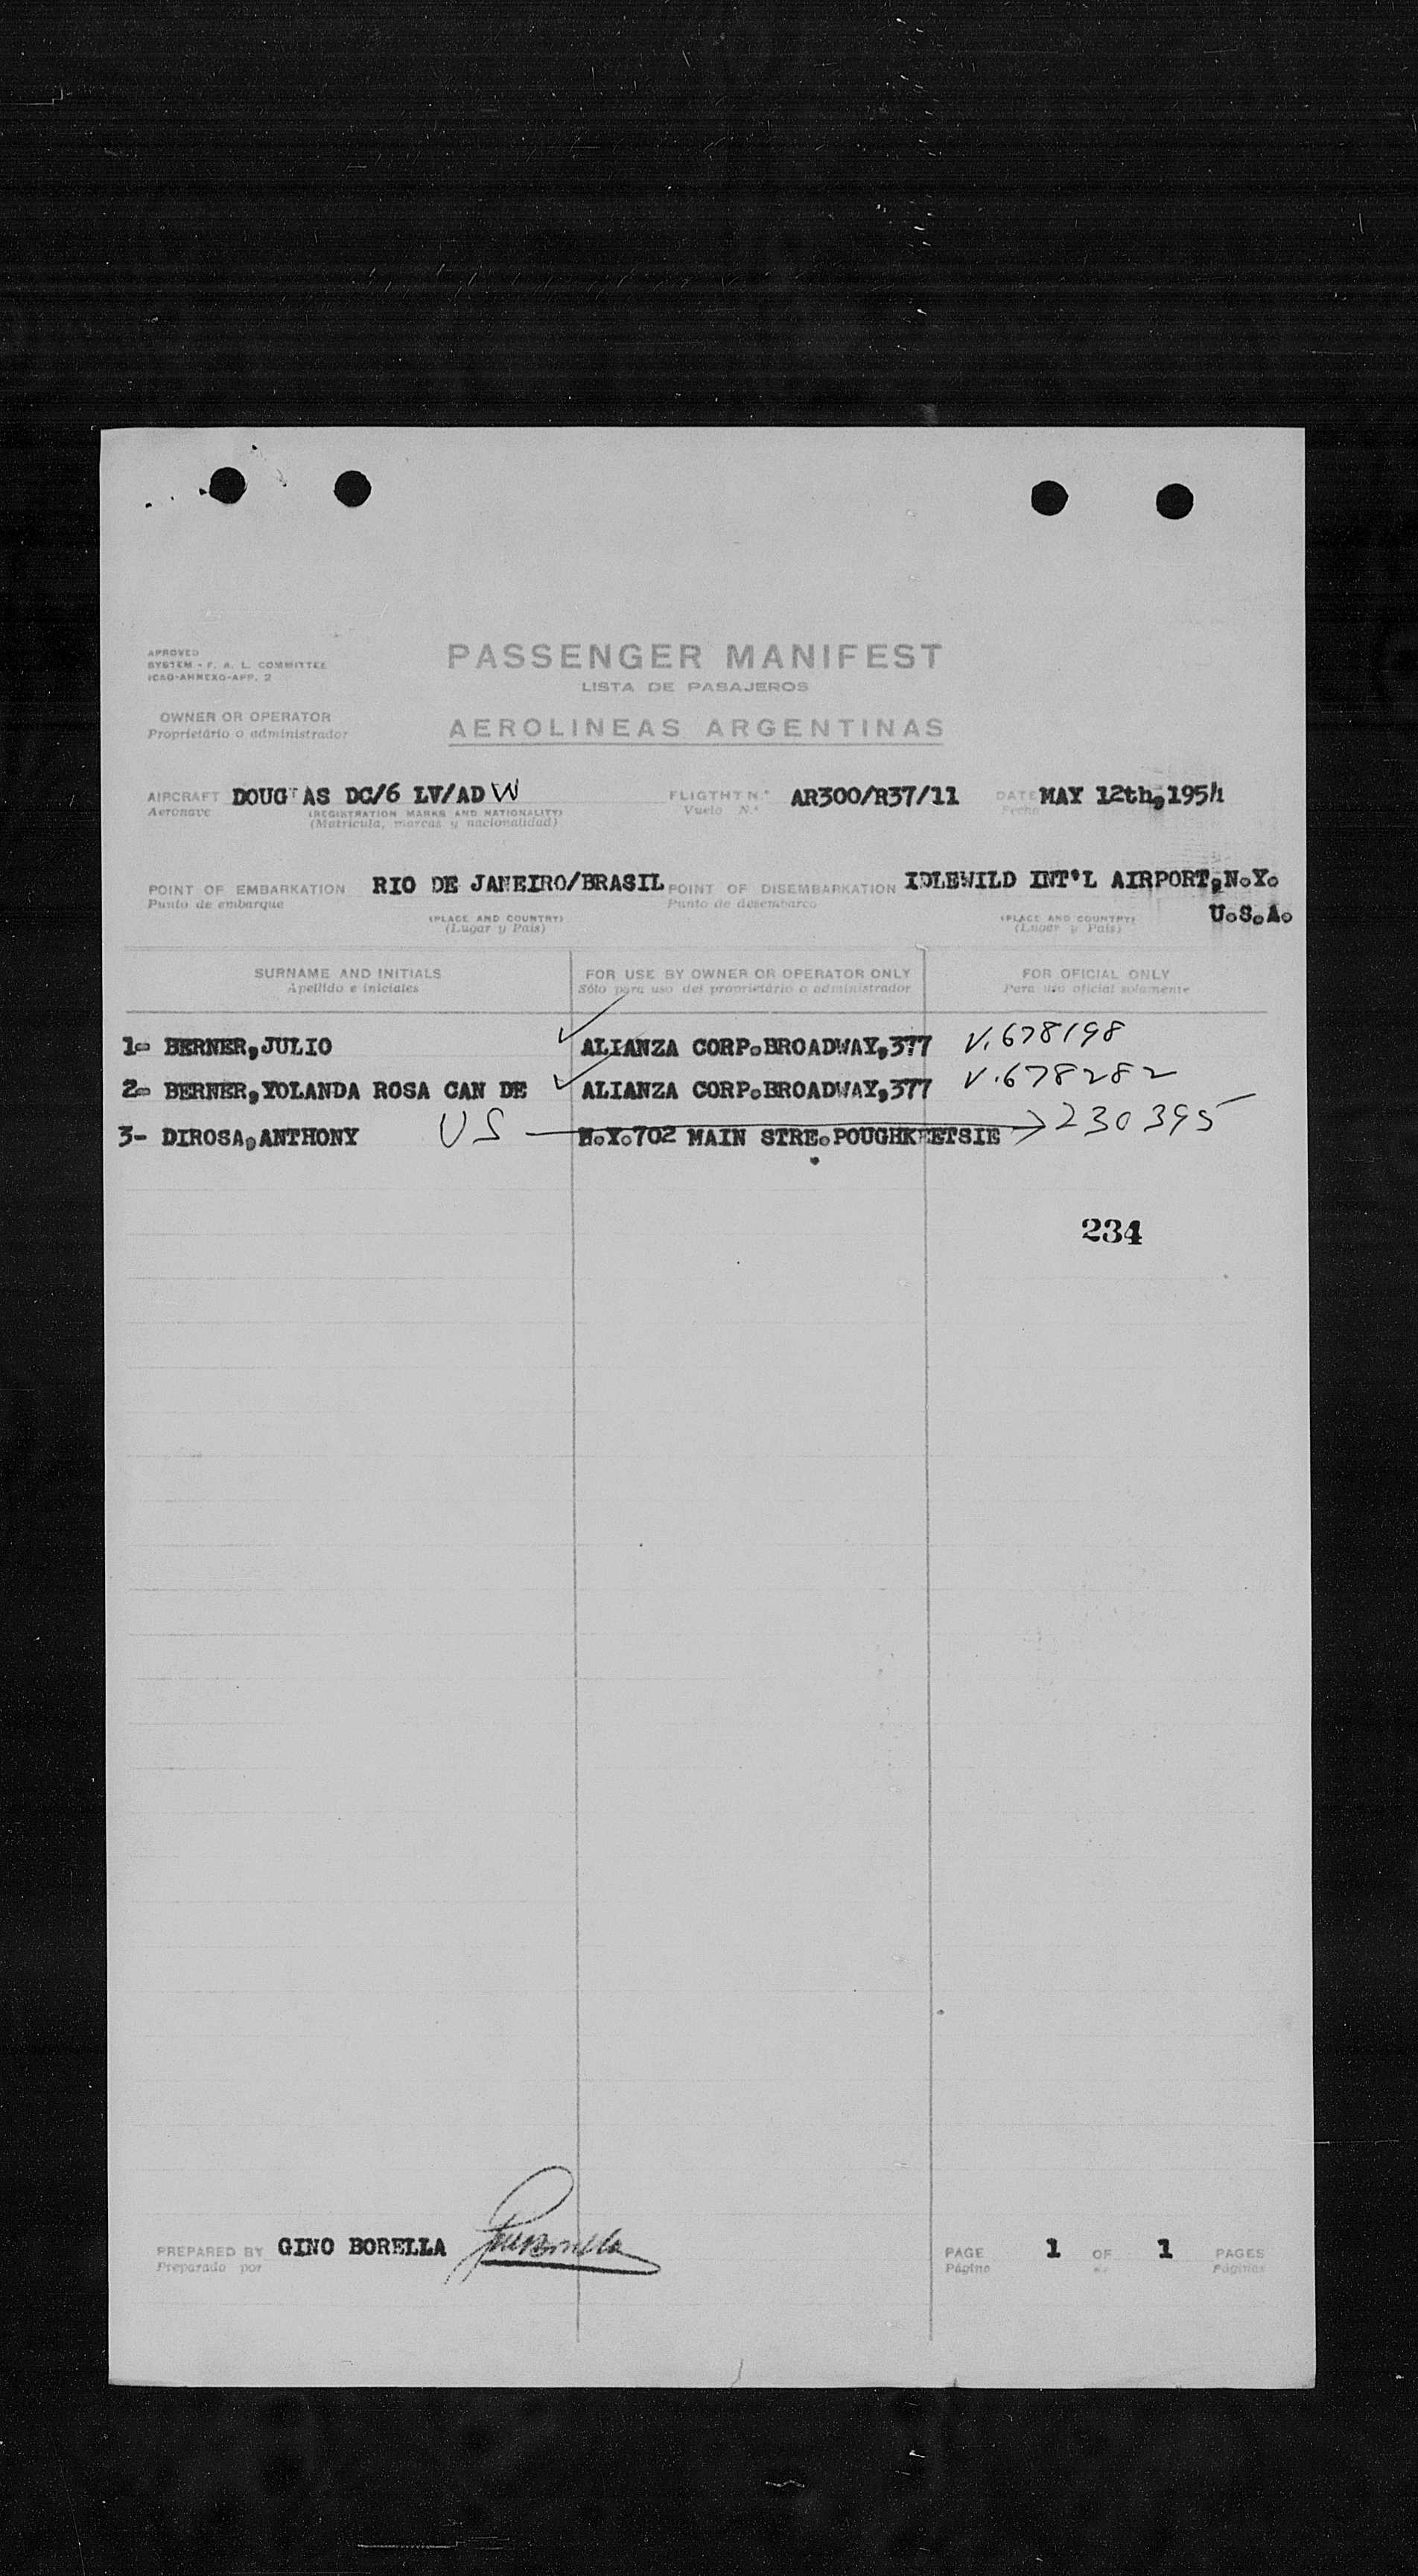 APROVED
SYSTEM - F. A. L. COMMITTEE
ICAO-ANNEXO-APP. 2
PASSENGER MANIFEST
LISTA DE PASAJEROS
OWNER OR OPERATOR
Proprietário o administrador
AEROLINEAS ARGENTINAS
AIRCRAFT DOUGLAS DC/6 LV/ADW FLIGTHT N.° AR300/R37/11 DATE MAY 12th,1954
Aeronave (REGISTRATION MARKS AND NATIONALITY) Vuelo N.° Fecha
(Matricula, marcas y nacionalidad)
POINT OF EMBARKATION RIO DE JANEIRO/BRASIL POINT OF DISEMBARKATION IDLEWILD INT'L AIRPORT,N.Y.
Punto de embarque Punto de desembarco
(PLACE AND COUNTRY) (PLACE AND COUNTRY) U.S.A.
(Lugar y País) (Lugar y País)
SURNAME AND INITIALS FOR USE BY OWNER OR OPERATOR ONLY FOR OFICIAL ONLY
Apellido e iniciales Sólo para uso del proprietário o administrador Para uso oficial solamente
1- BERNER,JULIO ALIANZA CORP.BROADWAY,377 V.678198
2- BERNER,YOLANDA ROSA CAN DE ALIANZA CORP.BROADWAY,377 V.678282
3- DIROSA,ANTHONY US N.Y.702 MAIN STRE.POUGHKEETSIE 230395
234
PREPARED BY GINO BORELLA Gino Borella PAGE 1 OF 1 PAGES
Preparado por Página Páginas